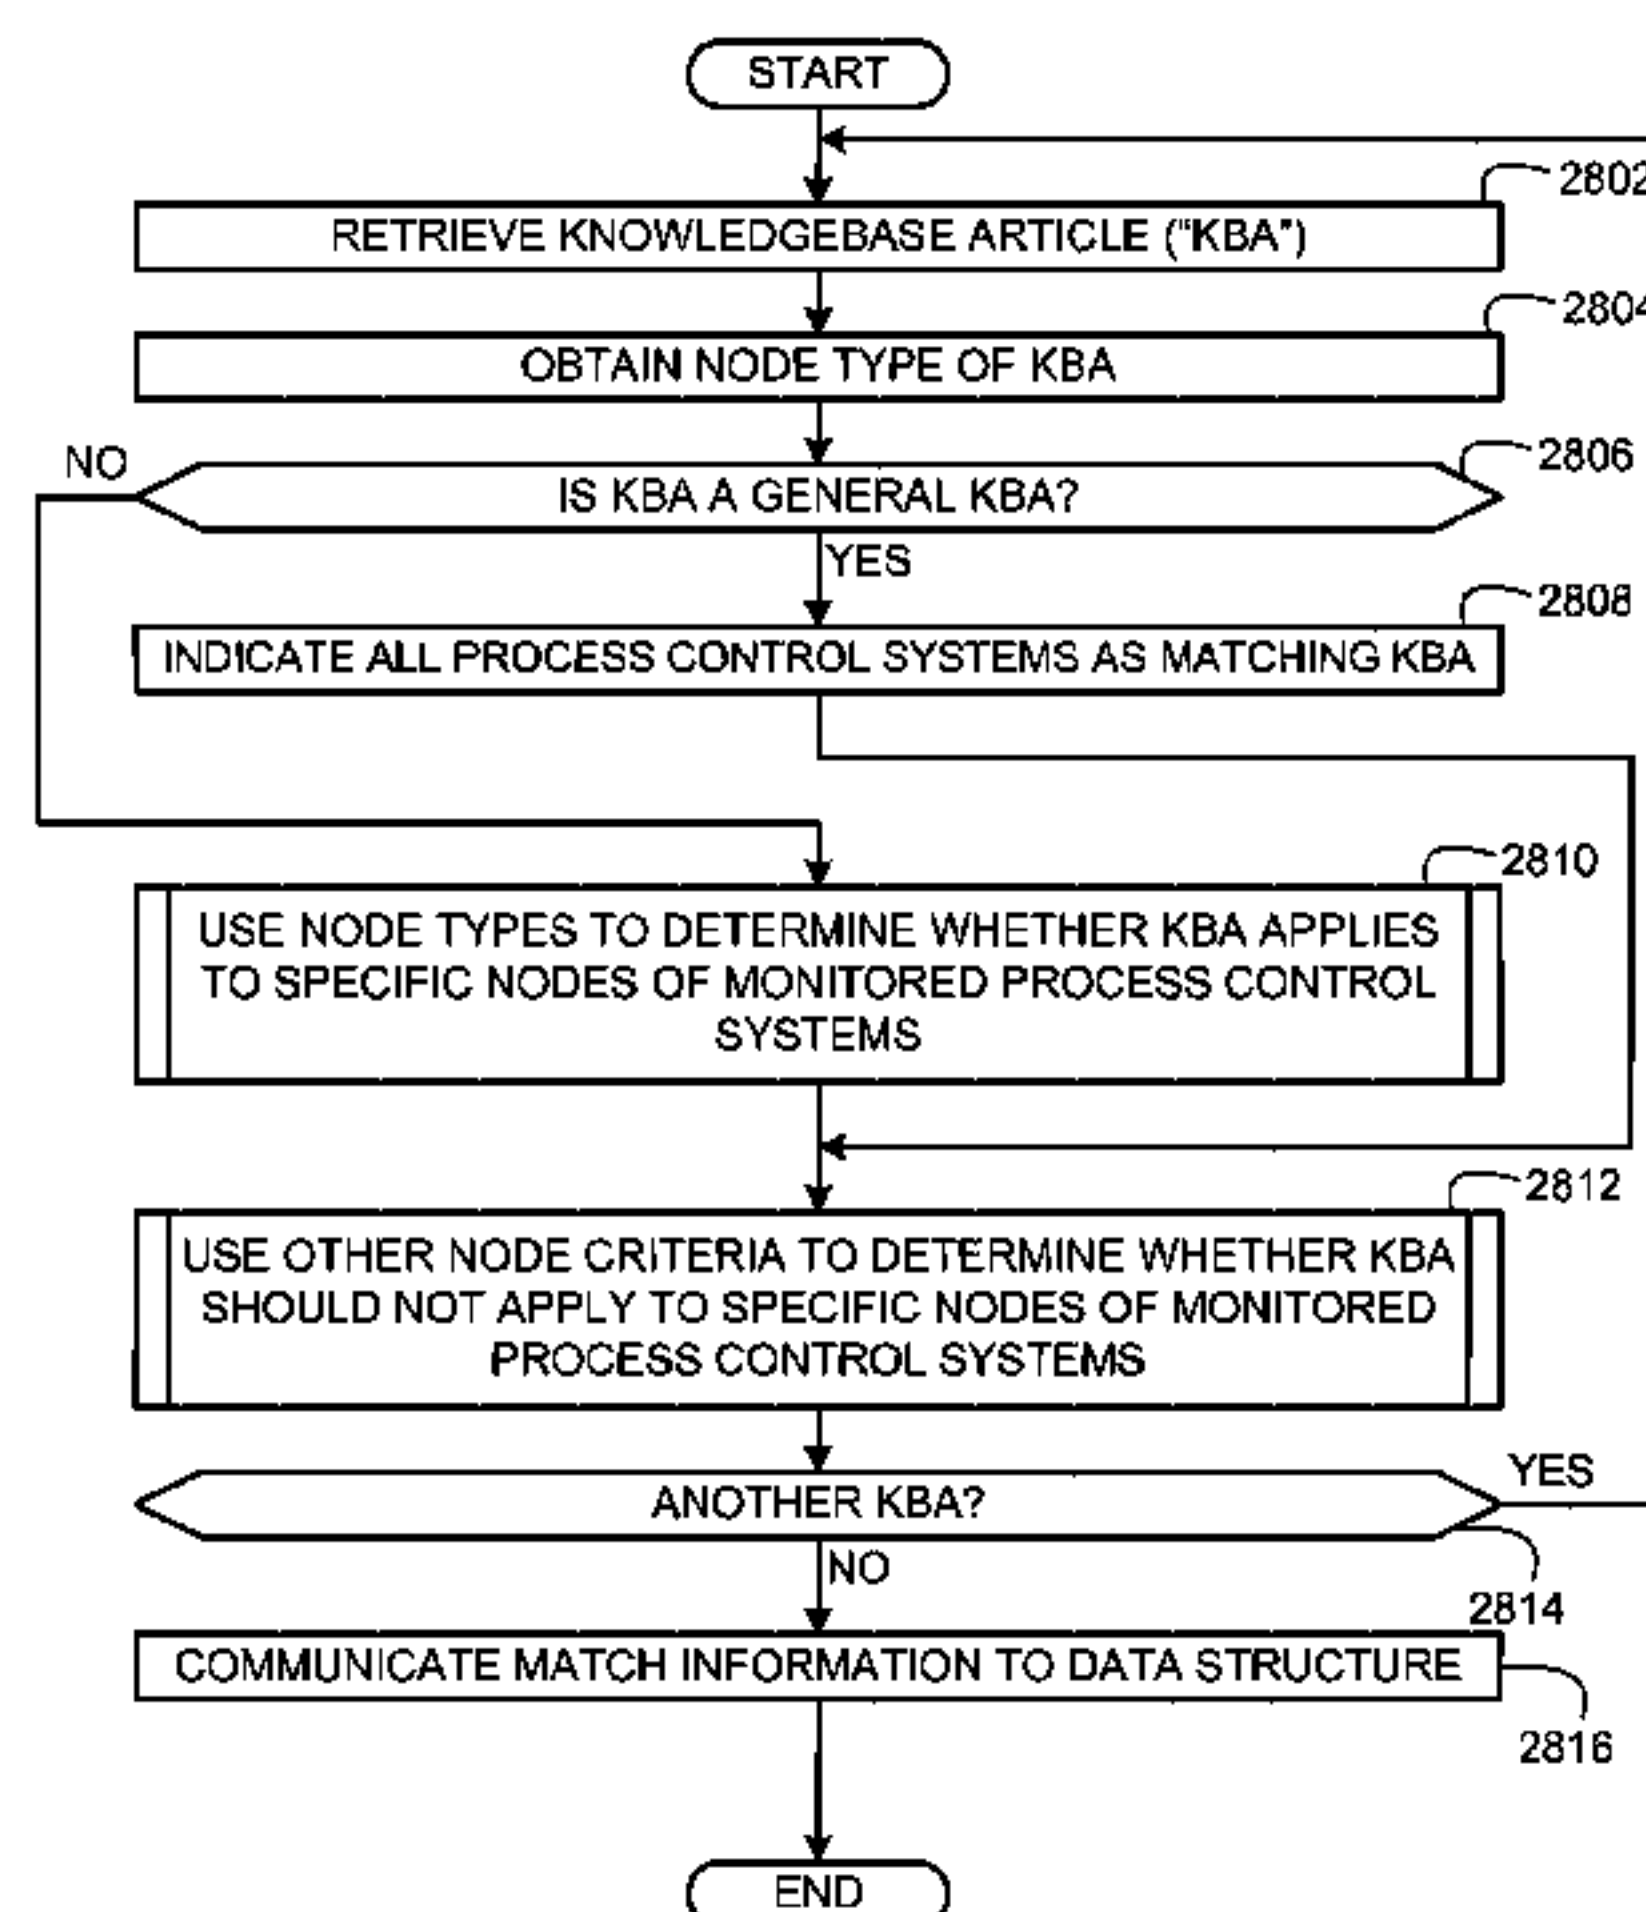 START
2802
RETRIEVE KNOWLEDGEBASE ARTICLE ("KBA")
2804
OBTAIN NODE TYPE OF KBA
NO
2806
IS KBA A GENERAL KBA?
YES
2808
INDICATE ALL PROCESS CONTROL SYSTEMS AS MATCHING KBA
2810
USE NODE TYPES TO DETERMINE WHETHER KBA APPLIES
TO SPECIFIC NODES OF MONITORED PROCESS CONTROL
SYSTEMS
2812
USE OTHER NODE CRITERIA TO DETERMINE WHETHER KBA
SHOULD NOT APPLY TO SPECIFIC NODES OF MONITORED
PROCESS CONTROL SYSTEMS
YES
ANOTHER KBA?
NO
2814
COMMUNICATE MATCH INFORMATION TO DATA STRUCTURE
2816
END